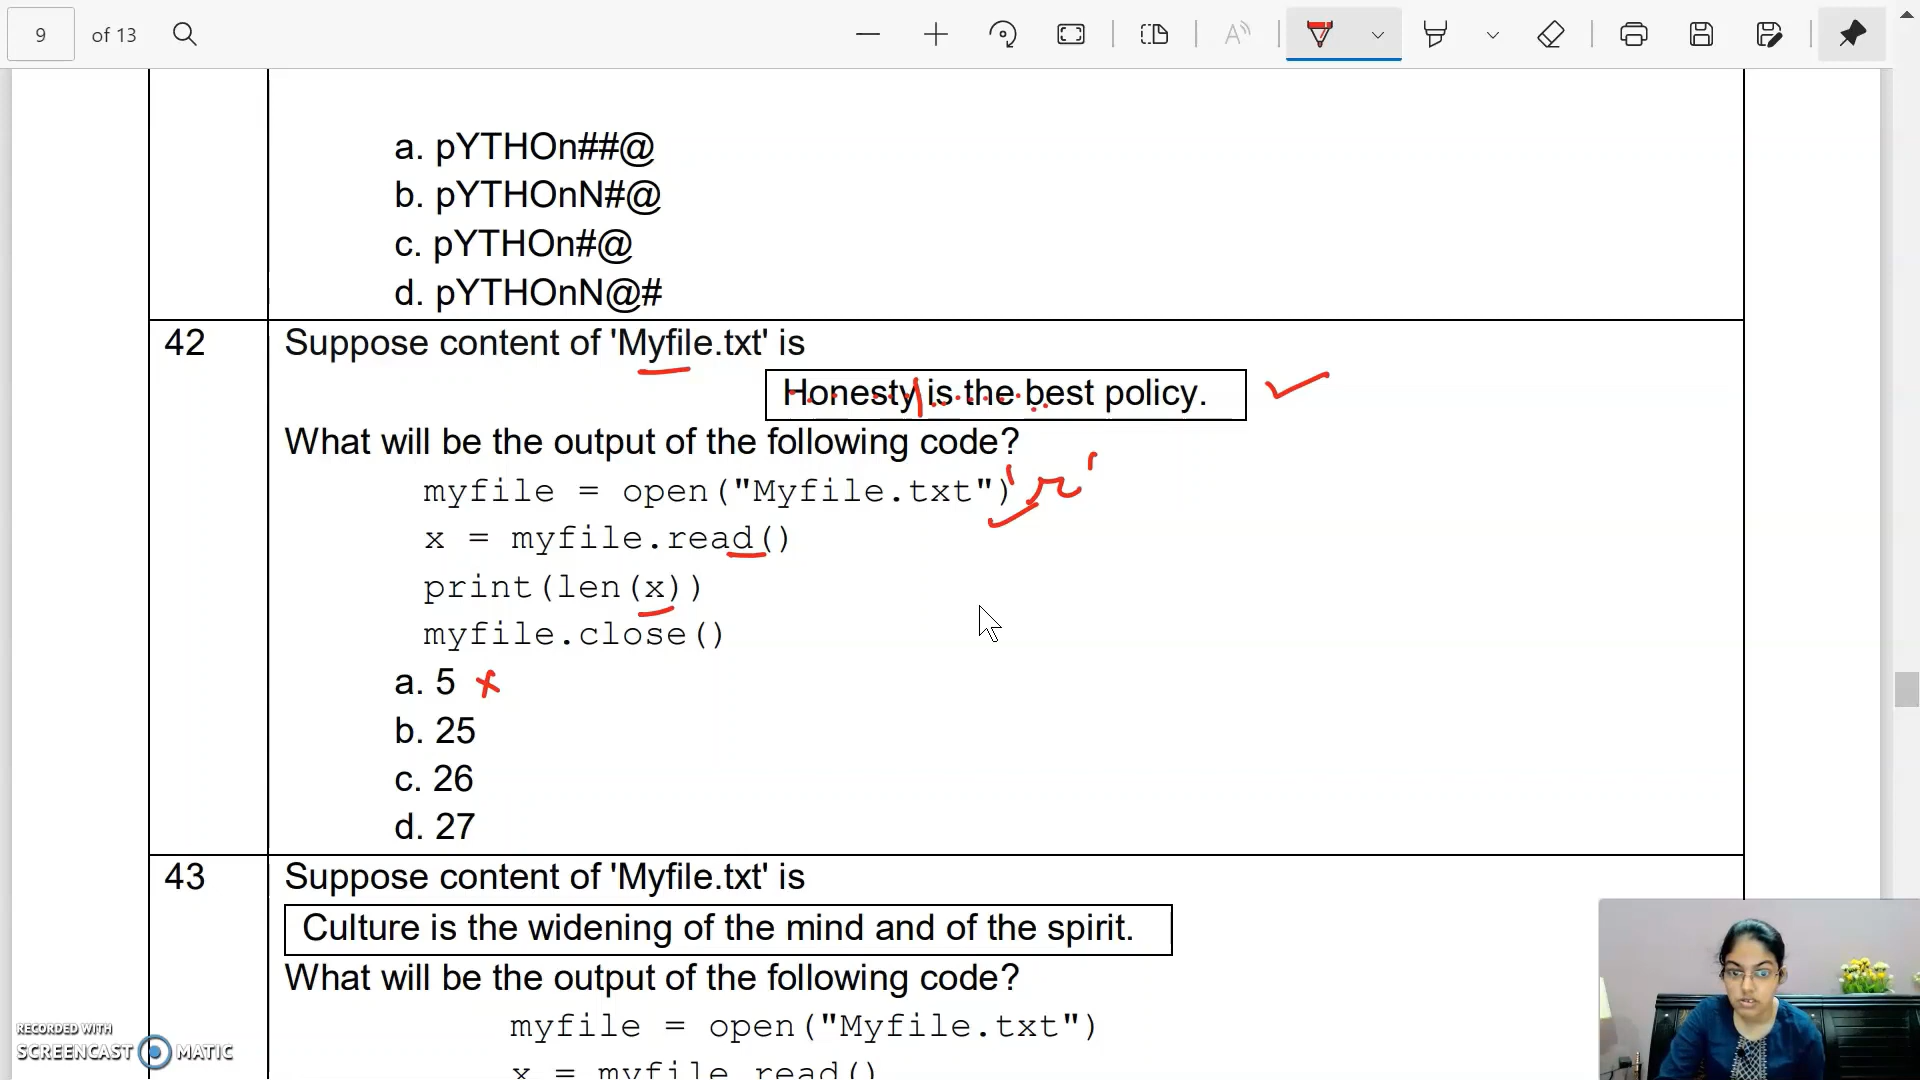 9 of 13
a. pYTHOn##@
b. pYTHOnN#@
c. pYTHOn#@
d. pYTHOnN@#
42 Suppose content of 'Myfile.txt' is
Honesty is the best policy.
What will be the output of the following code?
myfile = open("Myfile.txt") 'r'
x = myfile.read()
print(len(x))
myfile.close()
a. 5 x
b. 25
c. 26
d. 27
43 Suppose content of 'Myfile.txt' is
Culture is the widening of the mind and of the spirit.
What will be the output of the following code?
myfile = open("Myfile.txt")
x = myfile.read()
RECORDED WITH
SCREENCAST MATIC